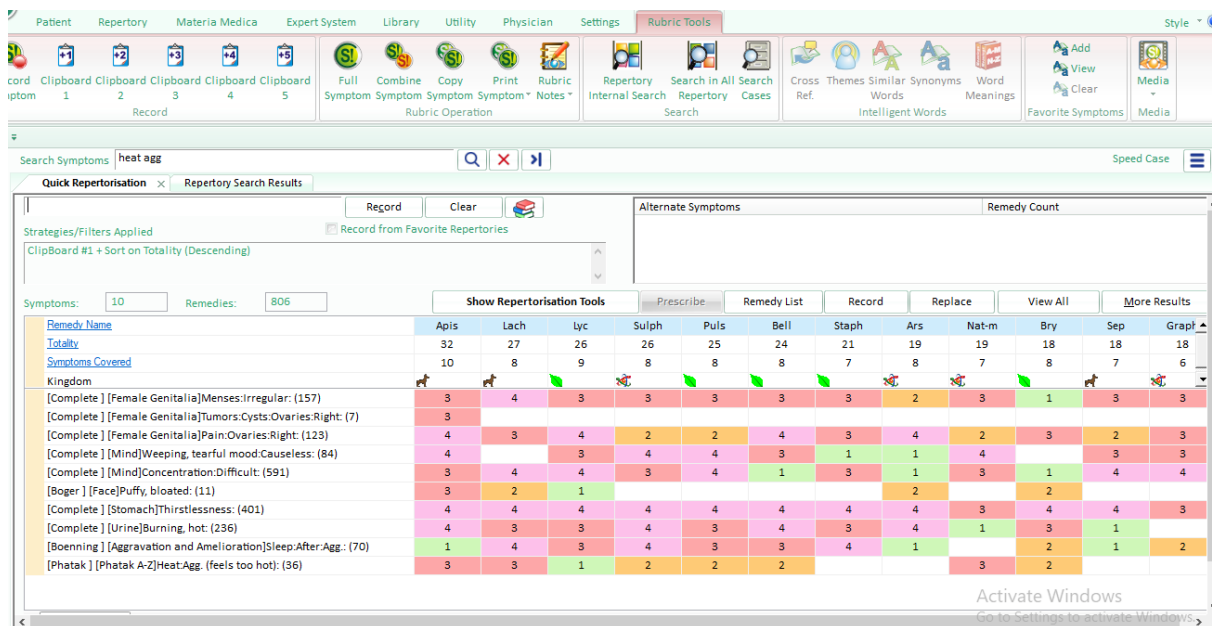 Patient Repertory Materia Medica Expert System Library Utility Physician Settings Rubric Tools Style
+1 +2 +3 +4 +5
cord Clipboard Clipboard Clipboard Clipboard Clipboard Full Combine Copy Print Rubric Repertory Search in All Search Cross Themes Similar Synonyms Word Add View Clear Media
ptom 1 2 3 4 5 Symptom Symptom Symptom Symptom Notes Internal Search Repertory Cases Ref. Words Meanings
Record Rubric Operation Search Intelligent Words Favorite Symptoms Media
Search Symptoms heat agg Speed Case
Quick Repertorisation Repertory Search Results
Record Clear Alternate Symptoms Remedy Count
Strategies/Filters Applied Record from Favorite Repertories
ClipBoard #1 + Sort on Totality (Descending)
Symptoms: 10 Remedies: 806 Show Repertorisation Tools Prescribe Remedy List Record Replace View All More Results
Remedy Name Apis Lach Lyc Sulph Puls Bell Staph Ars Nat-m Bry Sep Graph
Totality 32 27 26 26 25 24 21 19 19 18 18 18
Symptoms Covered 10 8 9 8 8 8 7 8 7 8 7 6
Kingdom
[Complete ] [Female Genitalia]Menses:Irregular: (157) 3 4 3 3 3 3 3 2 3 1 3 3
[Complete ] [Female Genitalia]Tumors:Cysts:Ovaries:Right: (7) 3
[Complete ] [Female Genitalia]Pain:Ovaries:Right: (123) 4 3 4 2 2 4 3 4 2 3 2 3
[Complete ] [Mind]Weeping, tearful mood:Causeless: (84) 4 3 4 4 3 1 1 4 3 3
[Complete ] [Mind]Concentration:Difficult: (591) 3 4 4 3 4 1 3 1 3 1 4 4
[Boger ] [Face]Puffy, bloated: (11) 3 2 1 2 2
[Complete ] [Stomach]Thirstlessness: (401) 4 4 4 4 4 4 4 4 3 4 4 3
[Complete ] [Urine]Burning, hot: (236) 4 3 3 4 3 4 3 4 1 3 1
[Boenning ] [Aggravation and Amelioration]Sleep:After:Agg.: (70) 1 4 3 4 3 3 4 1 2 1 2
[Phatak ] [Phatak A-Z]Heat:Agg. (feels too hot): (36) 3 3 1 2 2 2 3 2
Activate Windows
Go to Settings to activate Windows.